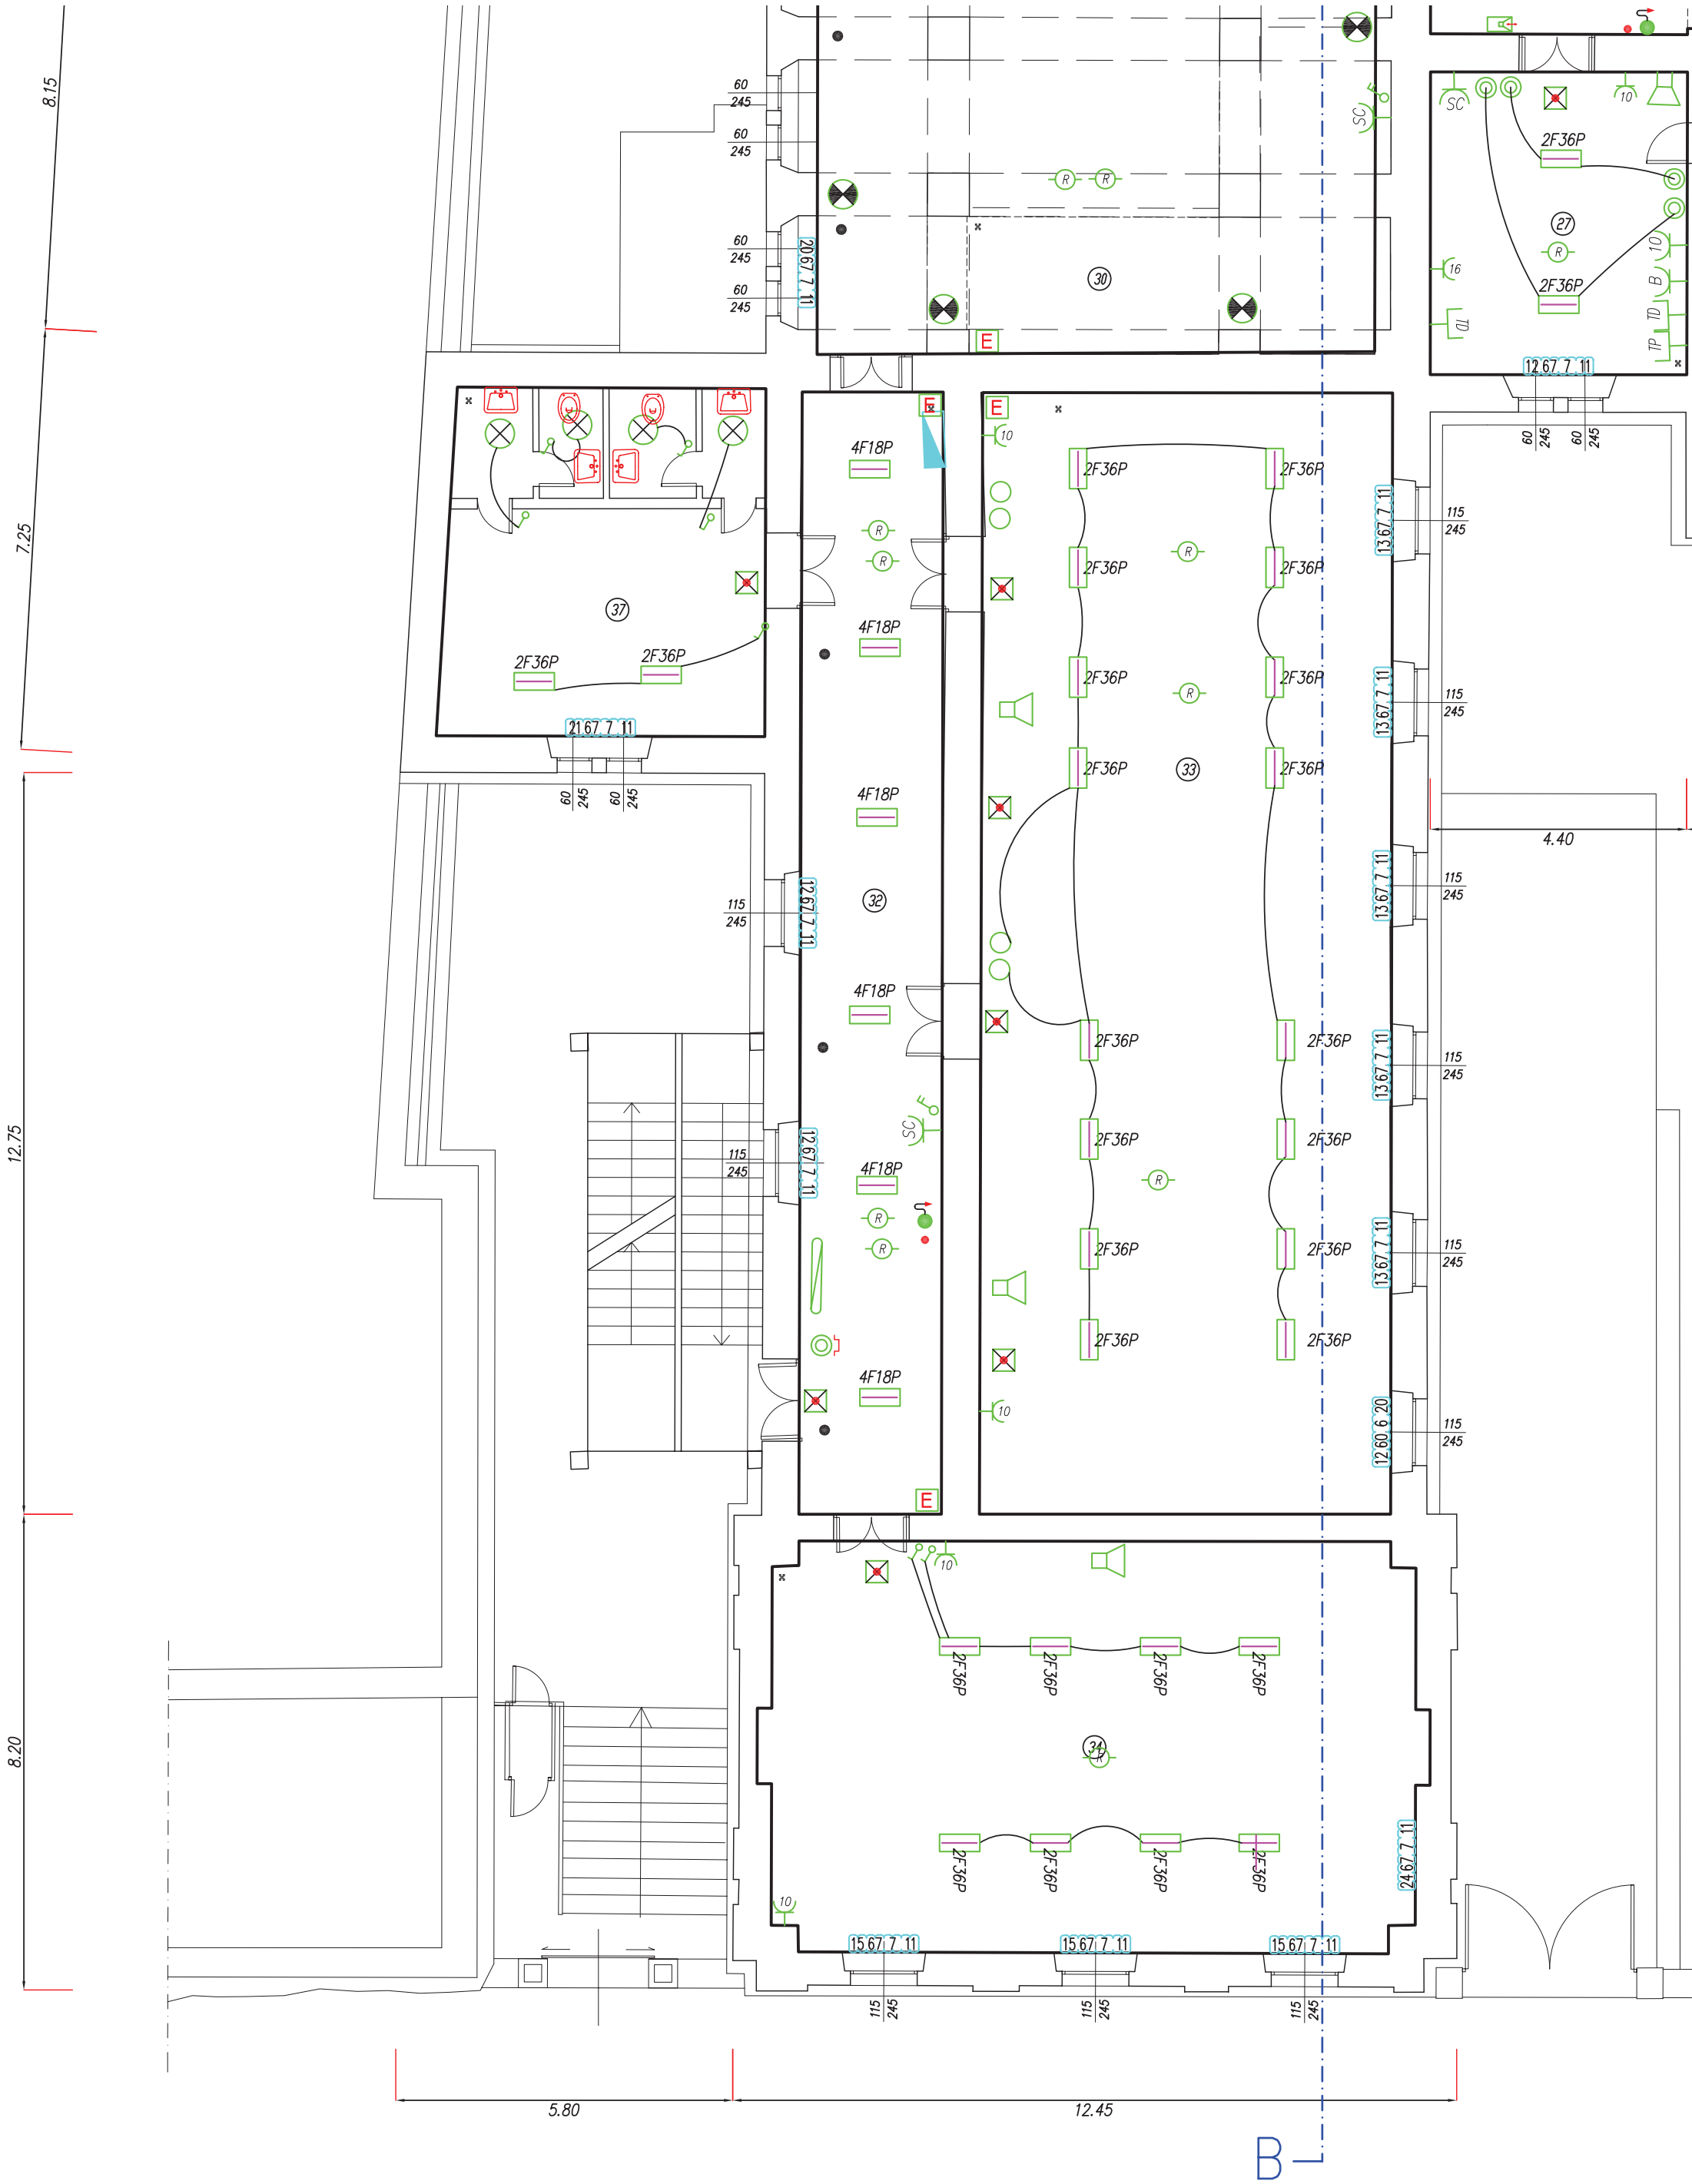 8.15
60
245
60
245
60
245
60
245
20 67 7 11
SC
R
R
30
E
SC
10
2F36P
27
R
16
2F36P
10
B
TD
TP
TD
12 67 7 11
60
245
60
245
7.25
E
E
10
4F18P
R
R
37
2F36P
2F36P
4F18P
21 67 7 11
60
245
60
245
2F36P
2F36P
R
2F36P
2F36P
2F36P
2F36P
R
2F36P
2F36P
33
13 67 7 11
115
245
13 67 7 11
115
245
4.40
4F18P
32
12 67 7 11
115
245
13 67 7 11
115
245
4F18P
12.75
2F36P
2F36P
13 67 7 11
115
245
SC
12 67 7 11
115
245
2F36P
2F36P
4F18P
R
R
R
2F36P
2F36P
13 67 7 11
115
245
2F36P
2F36P
4F18P
10
12 60 6 20
115
245
E
10
2F36P
2F36P
2F36P
2F36P
34
R
8.20
2F36P
2F36P
2F36P
2F36P
24 67 7 11
10
15 67 7 11
15 67 7 11
15 67 7 11
115
245
115
245
115
245
5.80
12.45
B